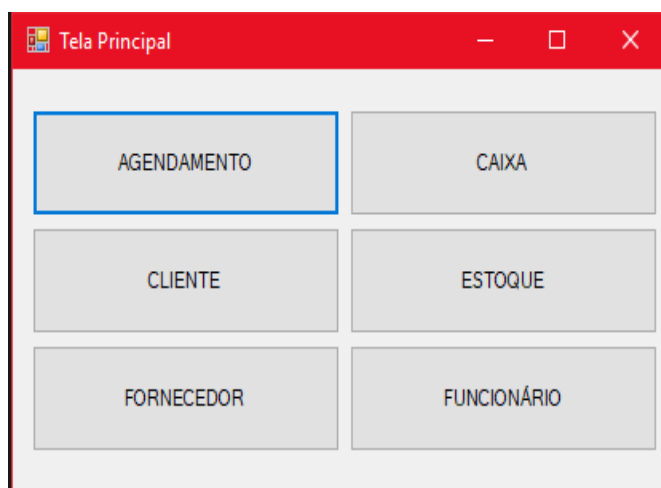 Tela Principal
AGENDAMENTO
CAIXA
CLIENTE
ESTOQUE
FORNECEDOR
FUNCIONÁRIO